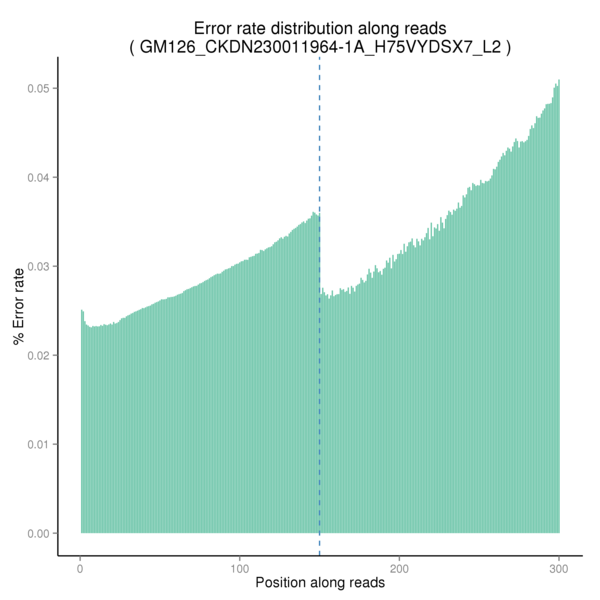 Error rate distribution along reads
( GM126_CKDN230011964-1A_H75VYDSX7_L2 )
% Error rate
0.05
0.04
0.03
0.02
0.01
0.00
0 100 200 300
Position along reads